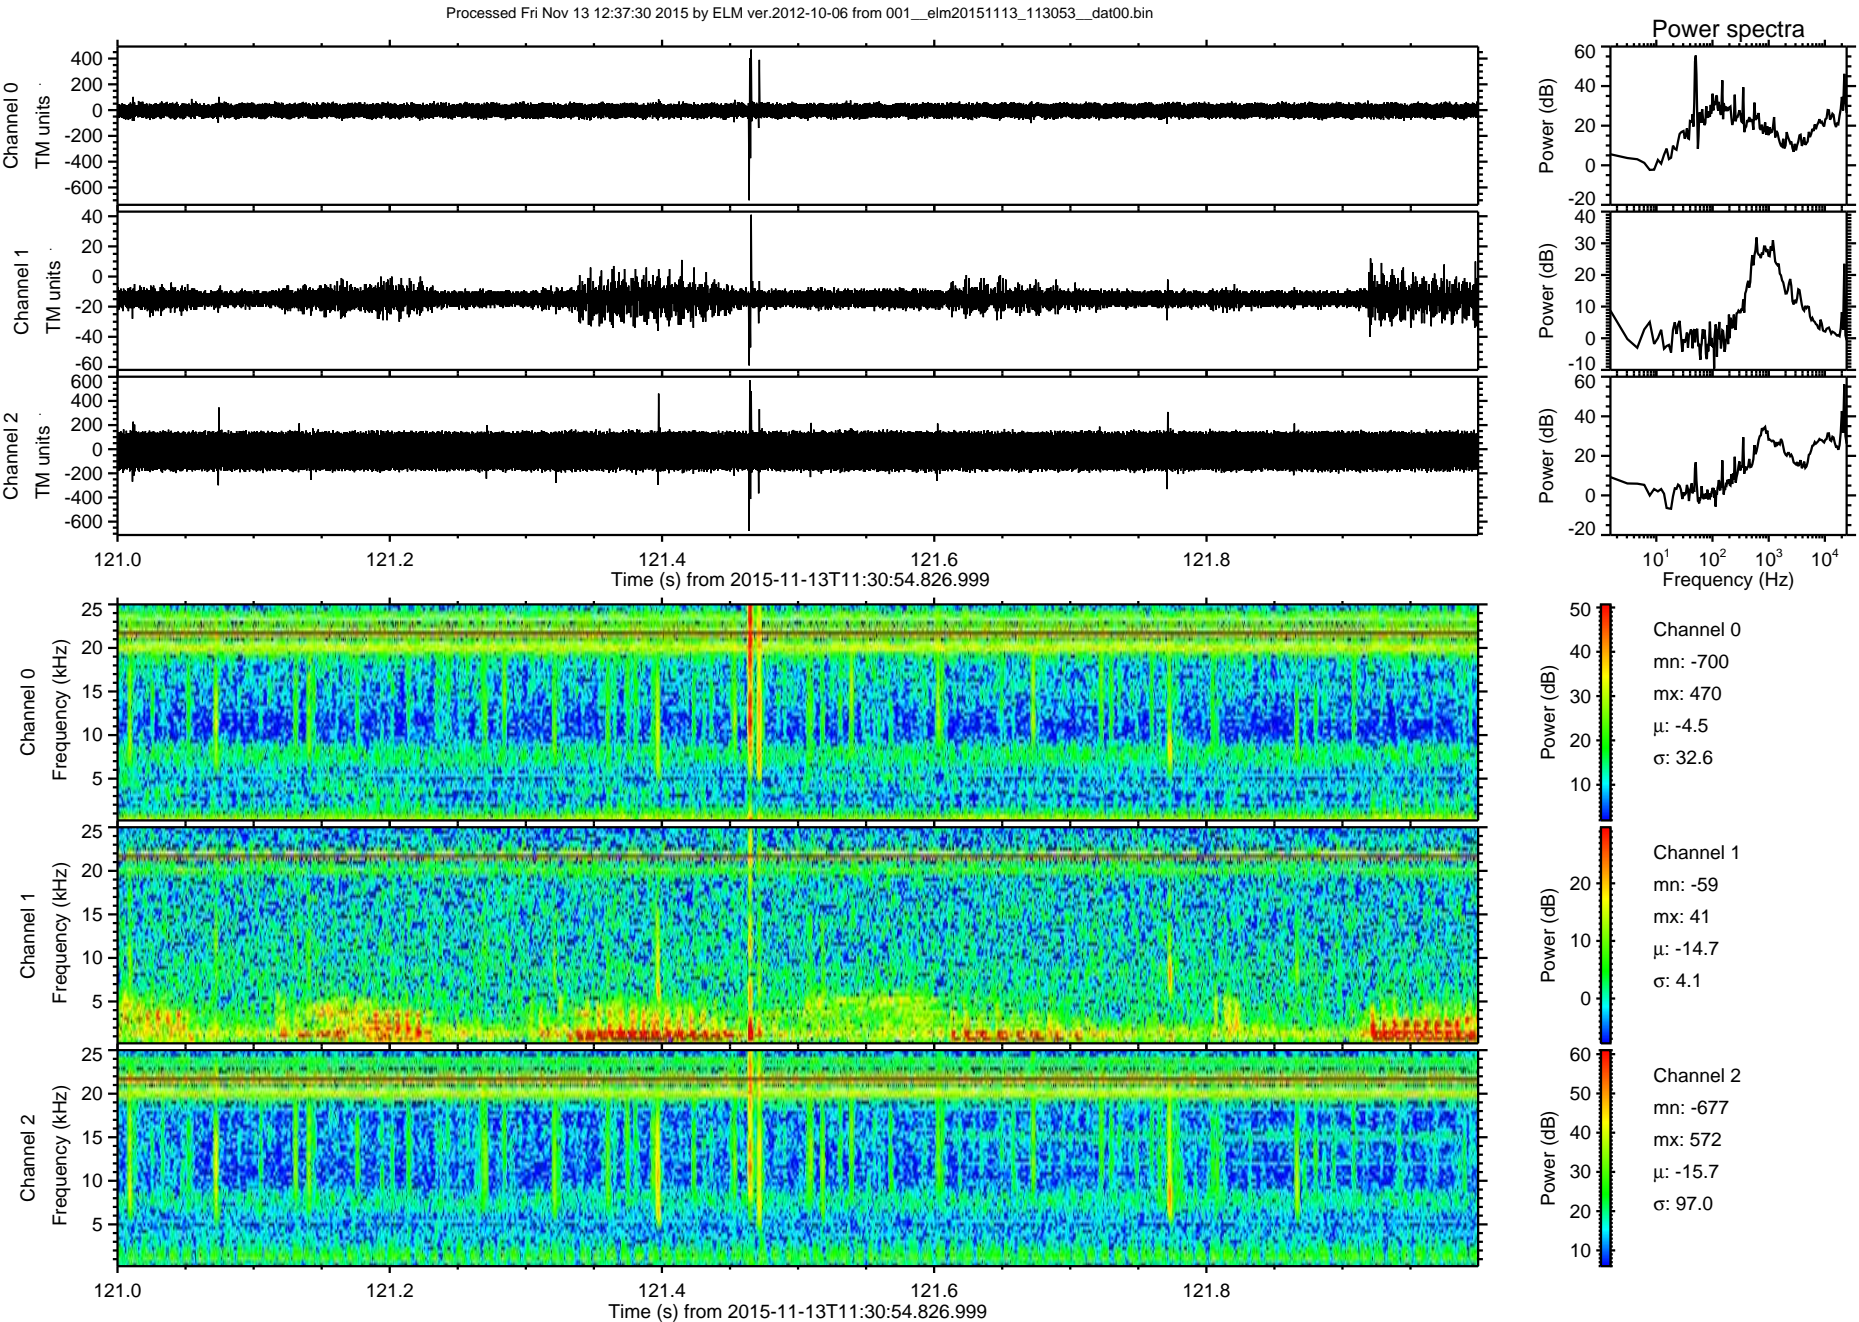 Processed Fri Nov 13 12:37:30 2015 by ELM ver.2012-10-06 from 001__elm20151113_113053__dat00.bin
Power spectra
Channel 0
TM units
400
200
0
-200
-400
-600
Power (dB)
60
40
20
0
-20
Channel 1
TM units
40
20
0
-20
-40
-60
Power (dB)
40
30
20
10
0
-10
Channel 2
TM units
600
400
200
0
-200
-400
-600
Power (dB)
60
40
20
0
-20
121.0 121.2 121.4 121.6 121.8
Time (s) from 2015-11-13T11:30:54.826.999
10¹ 10² 10³ 10⁴
Frequency (Hz)
Channel 0
Frequency (kHz)
25
20
15
10
5
Power (dB)
50
40
30
20
10
Channel 0
mn: -700
mx: 470
μ: -4.5
σ: 32.6
Channel 1
Frequency (kHz)
25
20
15
10
5
Power (dB)
20
10
0
Channel 1
mn: -59
mx: 41
μ: -14.7
σ: 4.1
Channel 2
Frequency (kHz)
25
20
15
10
5
Power (dB)
60
50
40
30
20
10
Channel 2
mn: -677
mx: 572
μ: -15.7
σ: 97.0
121.0 121.2 121.4 121.6 121.8
Time (s) from 2015-11-13T11:30:54.826.999